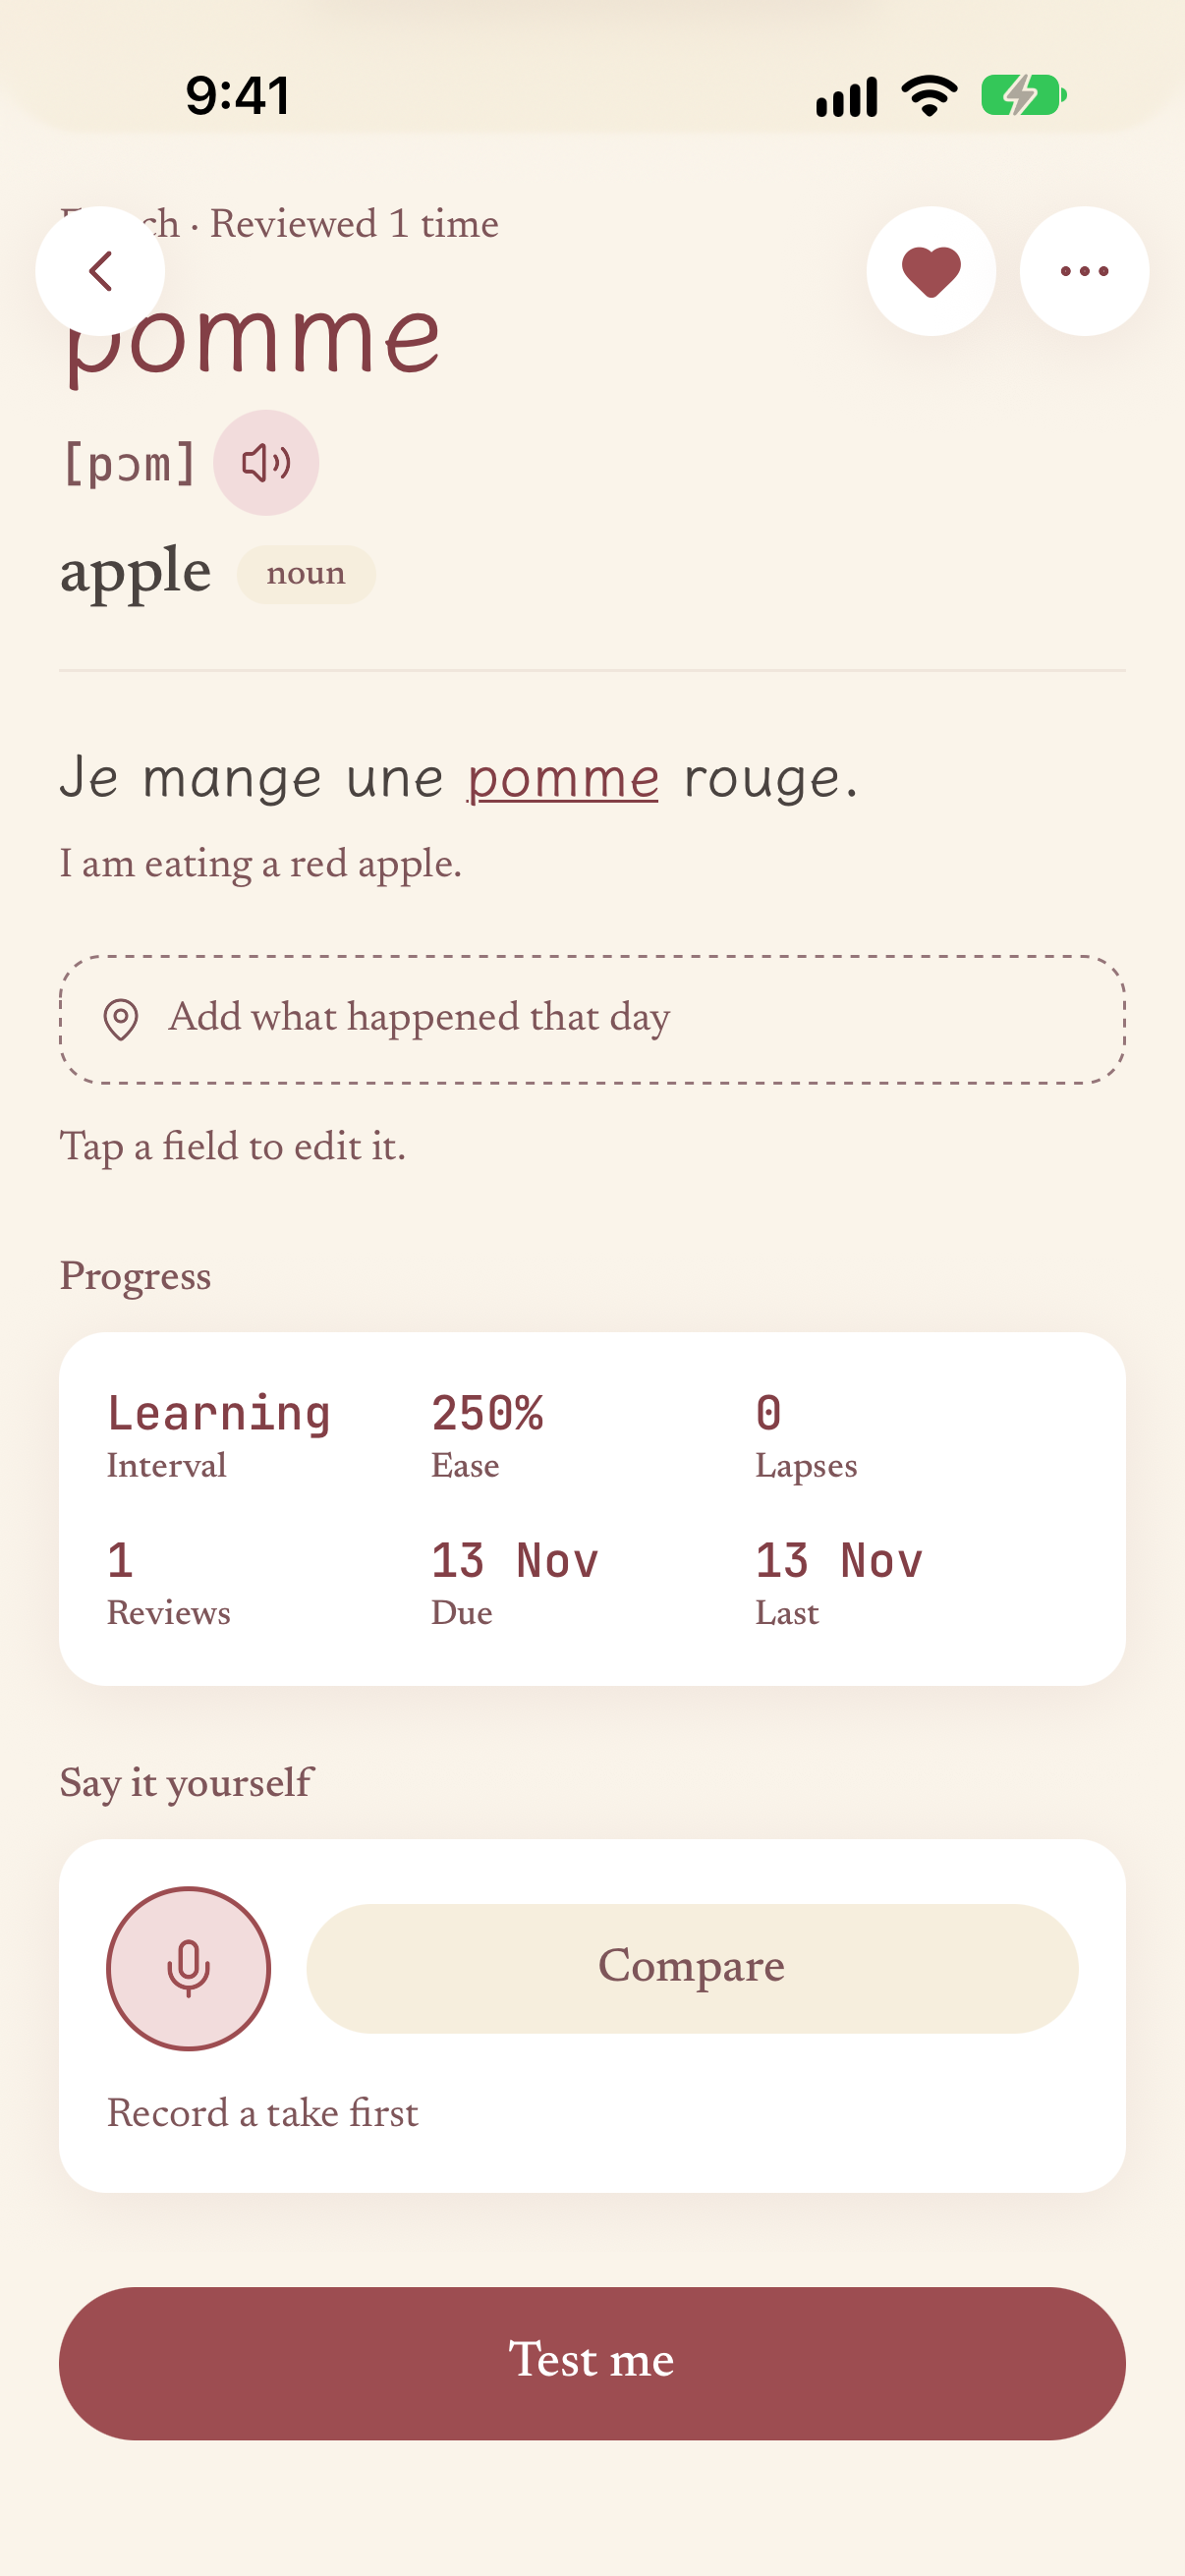 9:41
ch · Reviewed 1 time
pomme
[pɔm]
apple noun
Je mange une pomme rouge.
I am eating a red apple.
Add what happened that day
Tap a field to edit it.
Progress
Learning 250% 0
Interval Ease Lapses
1 13 Nov 13 Nov
Reviews Due Last
Say it yourself
Compare
Record a take first
Test me